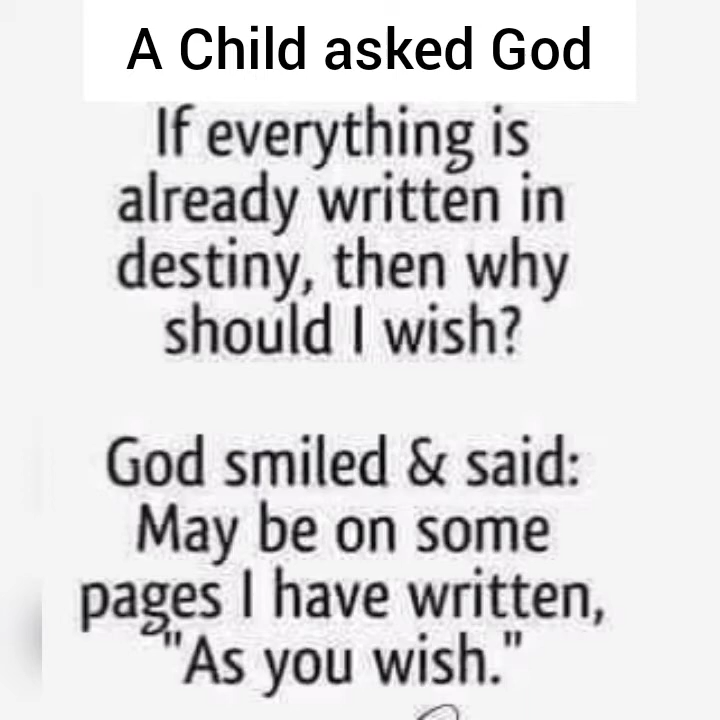 A Child asked God
If everything is
already written in
destiny, then why
should I wish?
God smiled & said:
May be on some
pages I have written,
"As you wish."